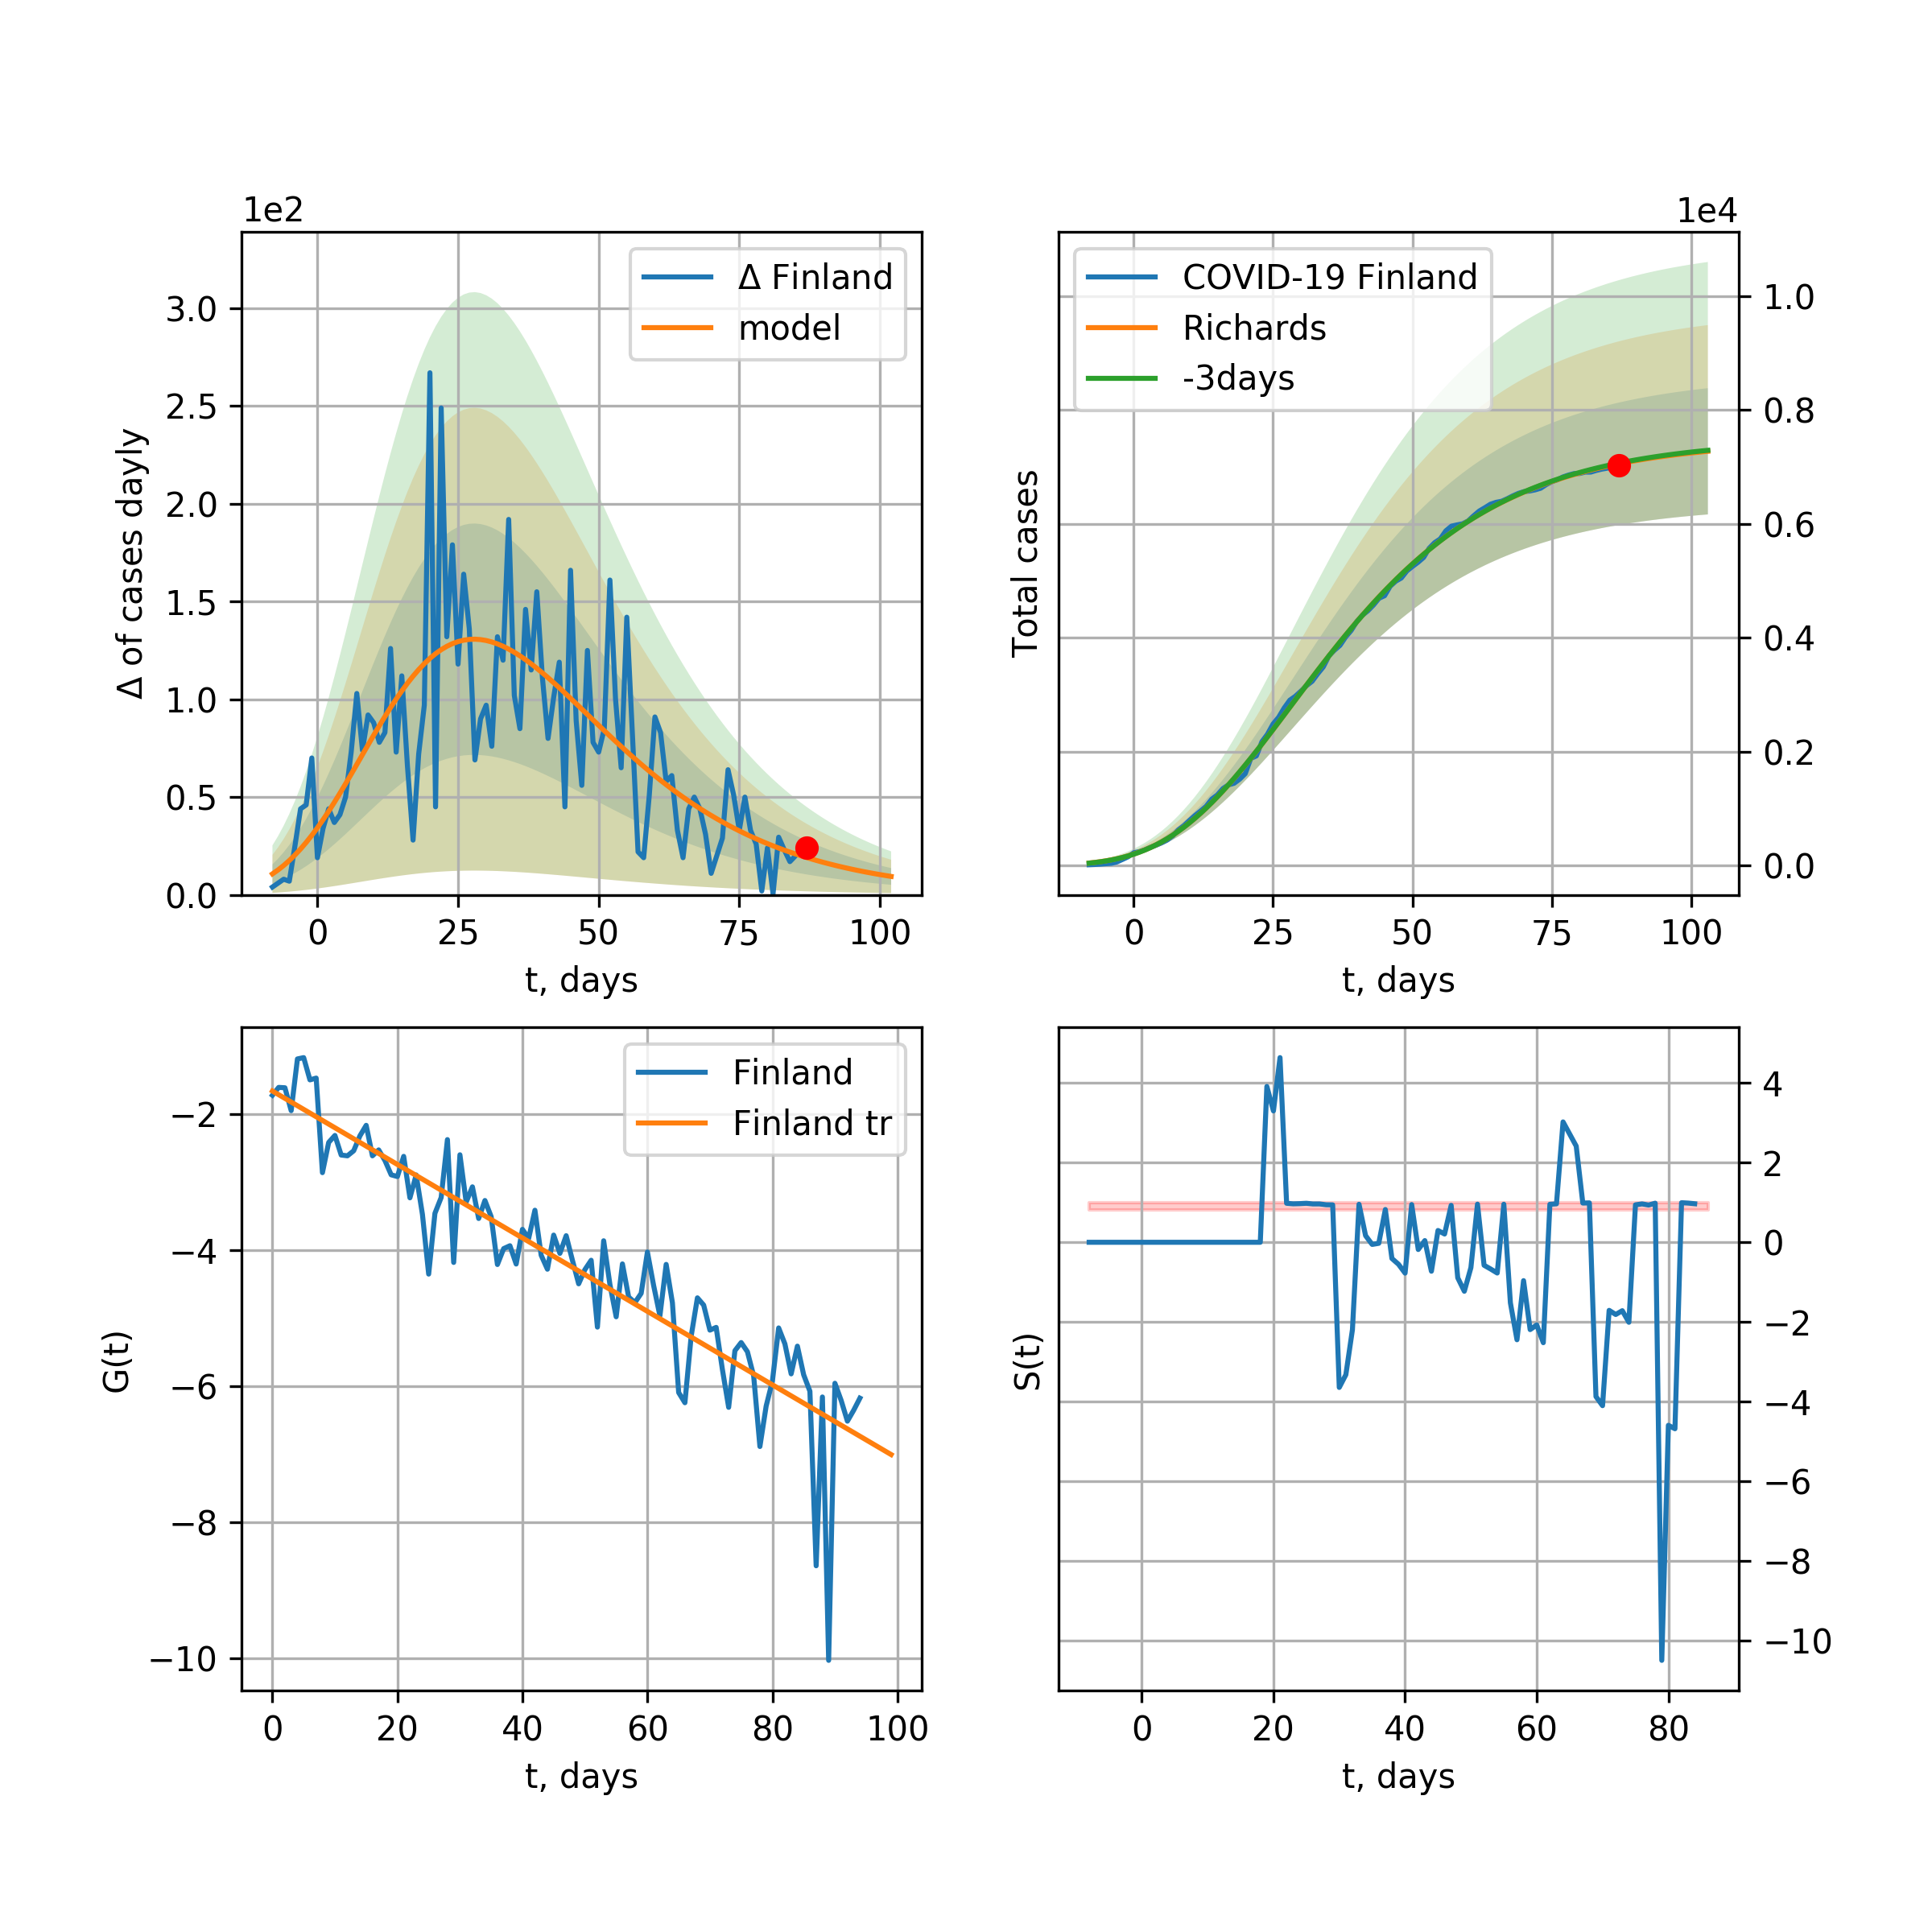 1e2
Δ Finland
model
3.0
2.5
2.0
1.5
1.0
0.5
0.0
Δ of cases dayly
0 25 50 75 100
t, days
1e4
COVID-19 Finland
Richards
-3days
1.0
0.8
0.6
0.4
0.2
0.0
Total cases
0 25 50 75 100
t, days
Finland
Finland tr
−2
−4
−6
−8
−10
G(t)
0 20 40 60 80 100
t, days
4
2
0
−2
−4
−6
−8
−10
S(t)
0 20 40 60 80
t, days